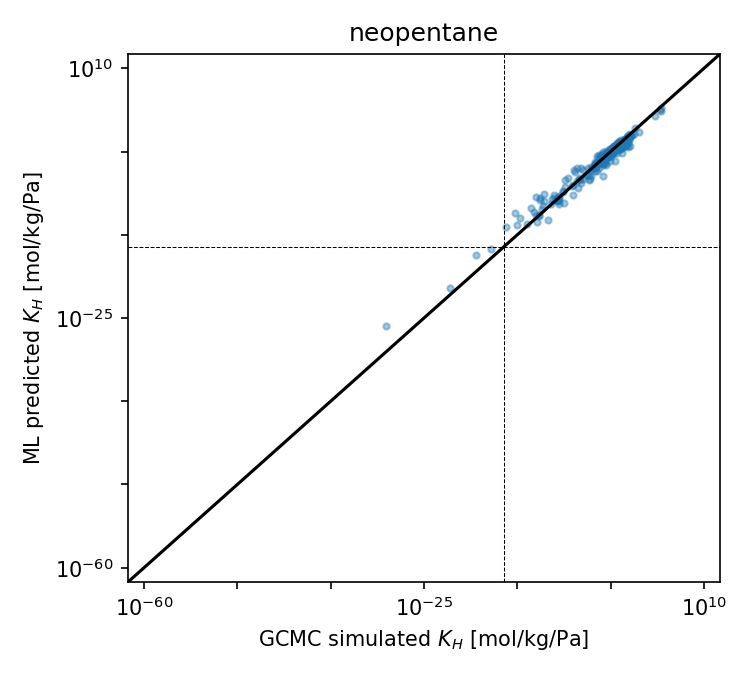 neopentane
10^{10}
10^{-25}
10^{-60}
ML predicted K_H [mol/kg/Pa]
10^{-60} 10^{-25} 10^{10}
GCMC simulated K_H [mol/kg/Pa]